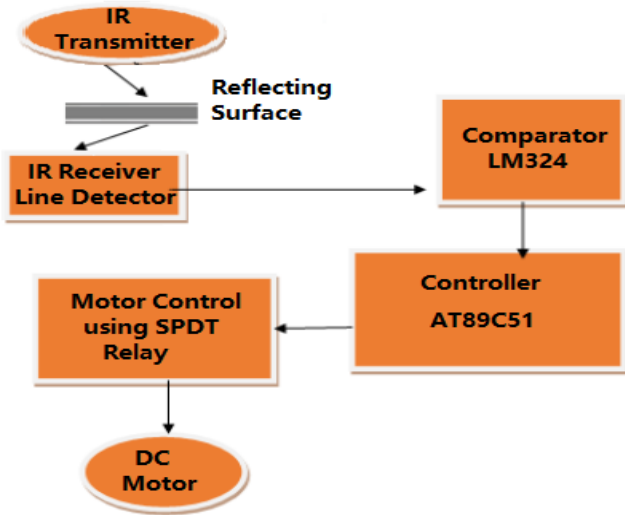 IR
Transmitter
Reflecting
Surface
IR Receiver
Line Detector
Comparator
LM324
Controller
AT89C51
Motor Control
using SPDT
Relay
DC
Motor